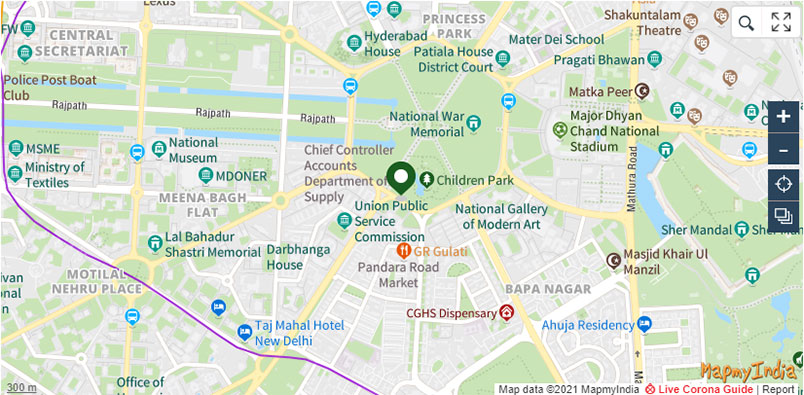 Lexus
PRINCESS
PARK
Shakuntalam
Theatre
FW
CENTRAL
SECRETARIAT
Hyderabad
House
Patiala House
District Court
Mater Dei School
Pragati Bhawan
Police Post Boat
Club
Rajpath
Rajpath
Rajpath
Matka Peer
National War
Memorial
Major Dhyan
Chand National
Stadium
MSME
Ministry of
Textiles
National
Museum
MDONER
Chief Controller
Accounts
Department of
Supply
Children Park
Mathura Road
MEENA BAGH
FLAT
Union Public
Service
Commission
National Gallery
of Modern Art
Sher Mandal
Sher
Lal Bahadur
Shastri Memorial
Darbhanga
House
GR Gulati
Pandara Road
Market
Masjid Khair Ul
Manzil
MOTILAL
NEHRU PLACE
BAPA NAGAR
CGHS Dispensary
Ahuja Residency
Taj Mahal Hotel
New Delhi
Office of
300 m
MapmyIndia
Map data ©2021 MapmyIndia Live Corona Guide | Report